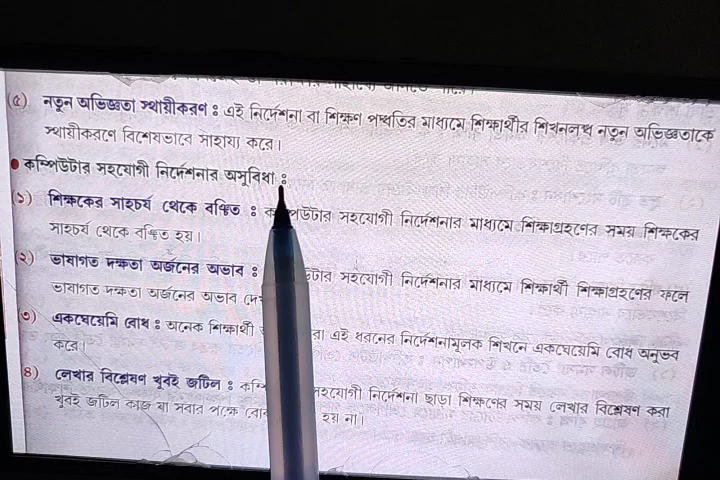 (৫) নতুন অভিজ্ঞতা স্থায়ীকরণ ঃ এই নির্দেশনা বা শিক্ষণ পদ্ধতির মাধ্যমে শিক্ষার্থীর শিখনলব্ধ নতুন অভিজ্ঞতাকে
স্থায়ীকরণে বিশেষভাবে সাহায্য করে।
● কম্পিউটার সহযোগী নির্দেশনার অসুবিধা ঃ
(১) শিক্ষকের সাহচর্য থেকে বঞ্চিত ঃ সহযোগী নির্দেশনার মাধ্যমে শিক্ষাগ্রহণের সময় শিক্ষকের
সাহচর্য থেকে বঞ্চিত হয়।
(২) ভাষাগত দক্ষতা অর্জনের অভাব ঃ সহযোগী নির্দেশনার মাধ্যমে শিক্ষার্থী শিক্ষাগ্রহণের ফলে
ভাষাগত দক্ষতা অর্জনের অভাব
৩) একঘেয়েমি বোধ ঃ অনেক শিক্ষার্থী এই ধরনের নির্দেশনামূলক শিখনে একঘেয়েমি বোধ অনুভব
করে।
৪) লেখার বিশ্লেষণ খুবই জটিল ঃ সহযোগী নির্দেশনা ছাড়া শিক্ষণের সময় লেখার বিশ্লেষণ করা
খুবই জটিল কাজ যা সবার পক্ষে হয় না।